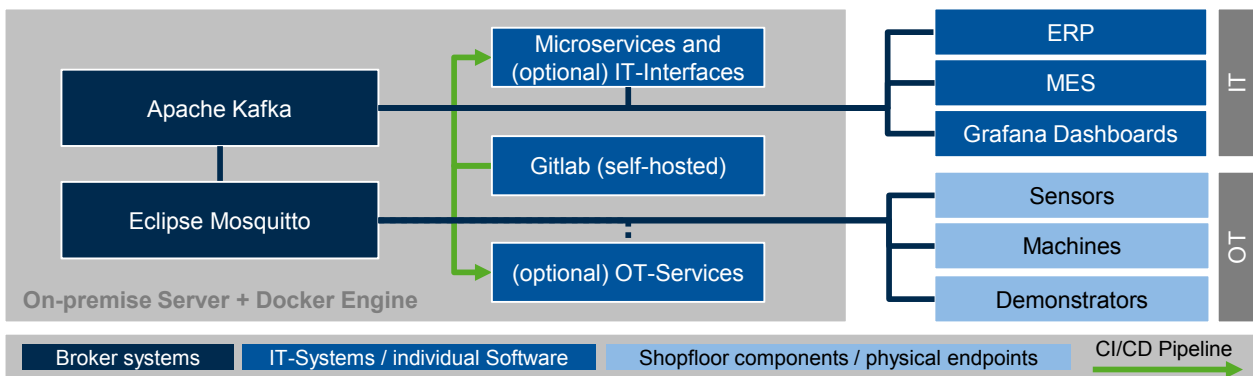 Microservices and
(optional) IT-Interfaces
Apache Kafka
Gitlab (self-hosted)
Eclipse Mosquitto
(optional) OT-Services
On-premise Server + Docker Engine
ERP
MES
Grafana Dashboards
IT
Sensors
Machines
Demonstrators
OT
Broker systems
IT-Systems / individual Software
Shopfloor components / physical endpoints
CI/CD Pipeline